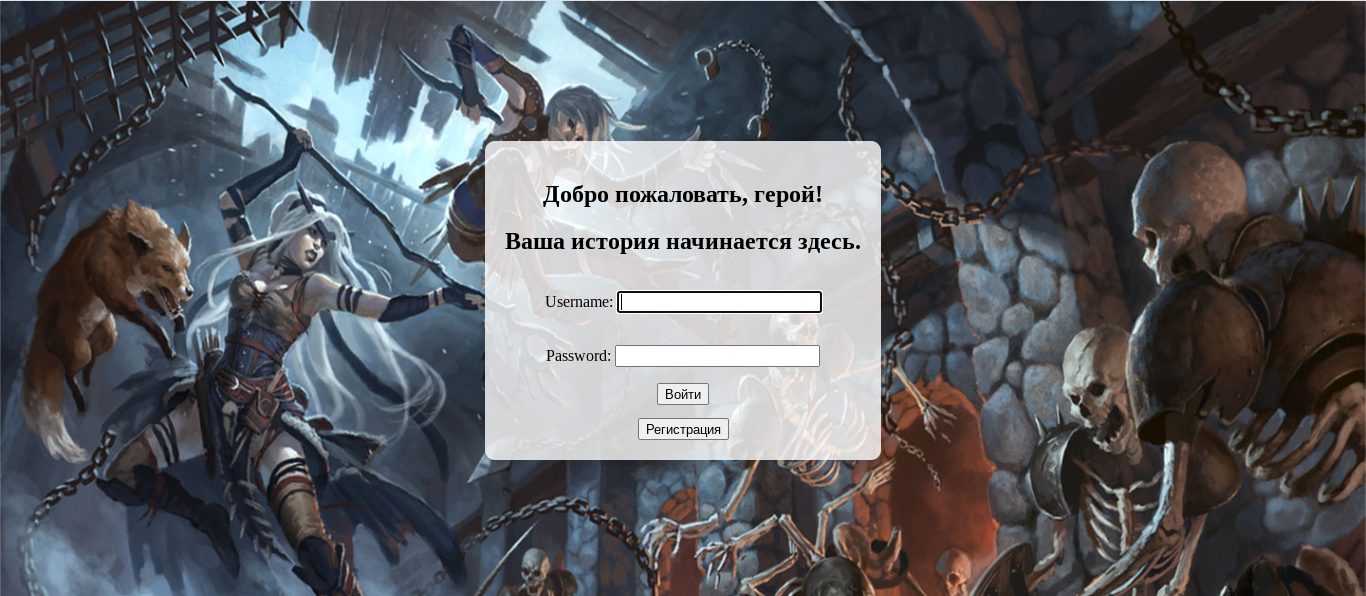 Добро пожаловать, герой!
Ваша история начинается здесь.
Username:
Password:
Войти
Регистрация